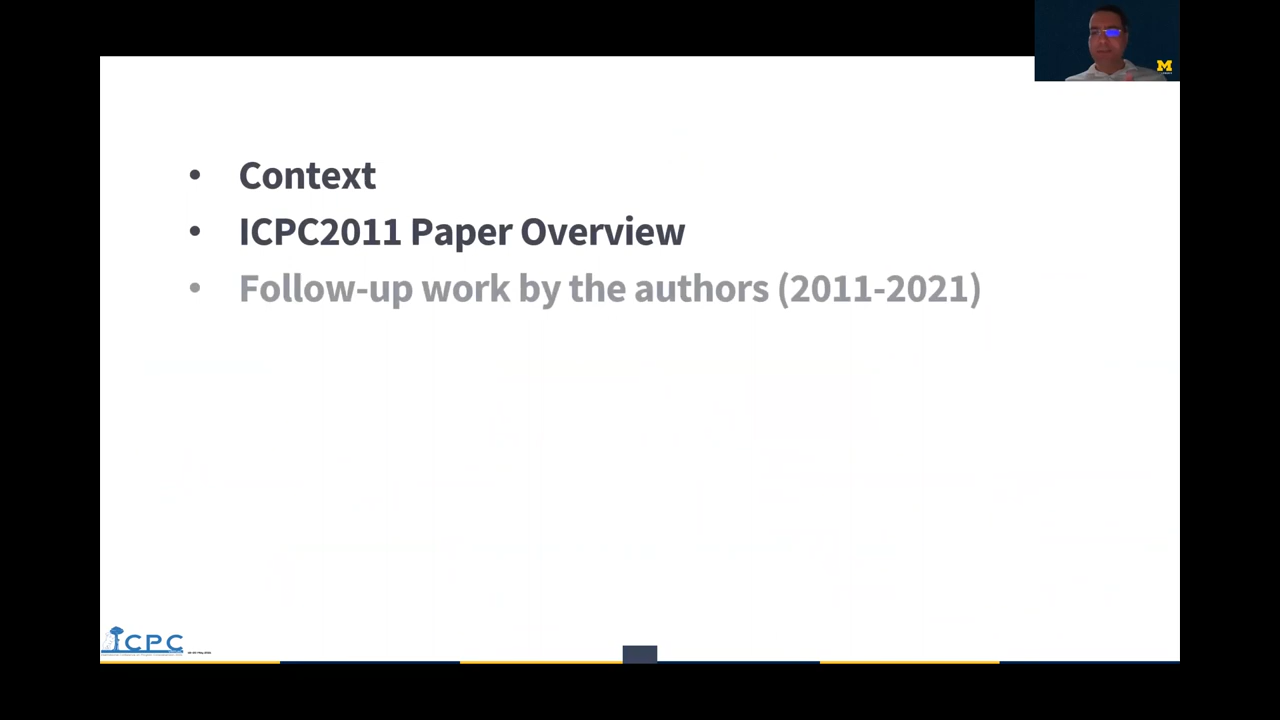 M
• Context
• ICPC2011 Paper Overview
• Follow-up work by the authors (2011-2021)
ICPC